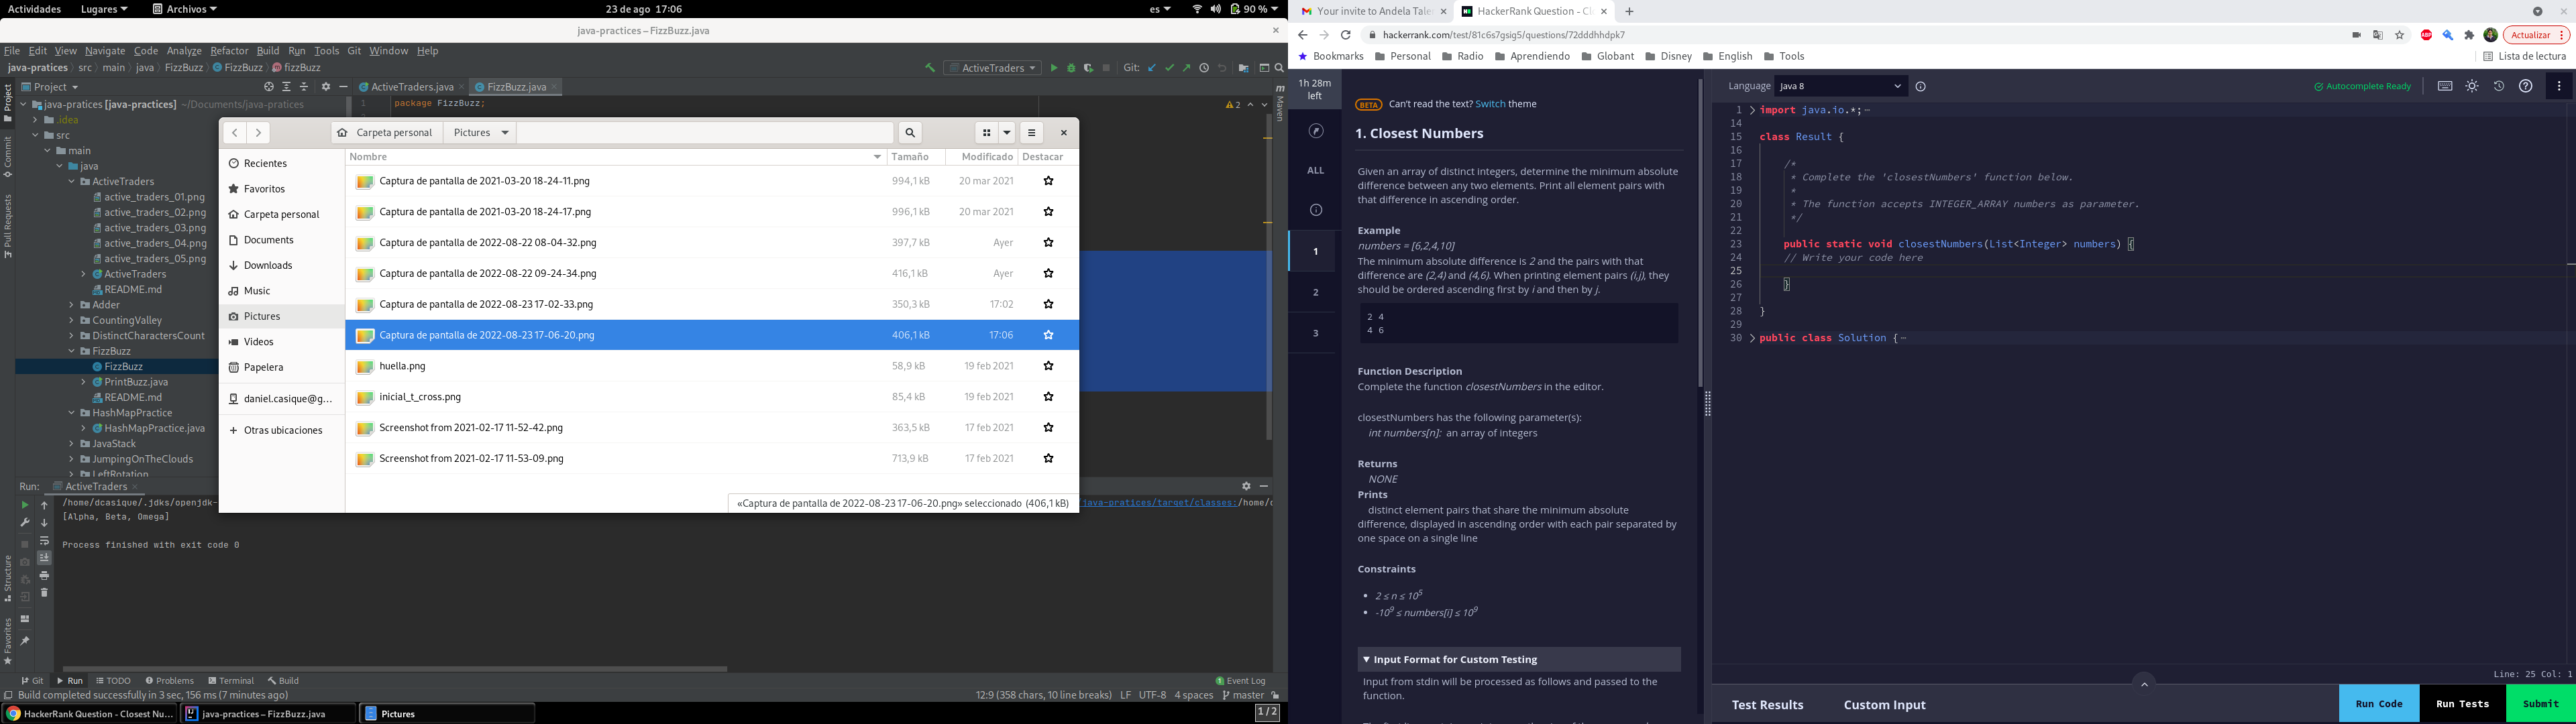 Actividades Lugares Archivos 23 de ago 17:06 es 90 %
java-practices – FizzBuzz.java
File Edit View Navigate Code Analyze Refactor Build Run Tools Git Window Help
java-pratices src main java FizzBuzz FizzBuzz fizzBuzz ActiveTraders Git:
Project ActiveTraders.java FizzBuzz.java
java-pratices [java-practices] ~/Documents/java-pratices
.idea
src
main
java
ActiveTraders
active_traders_01.png
active_traders_02.png
active_traders_03.png
active_traders_04.png
active_traders_05.png
ActiveTraders
README.md
Adder
CountingValley
DistinctCharactersCount
FizzBuzz
FizzBuzz
PrintBuzz.java
README.md
HashMapPractice
HashMapPractice.java
JavaStack
JumpingOnTheClouds
LeftRotation
Project
Commit
Pull Requests
Structure
Favorites
Maven
1 package FizzBuzz;
2
Carpeta personal Pictures
Recientes
Favoritos
Carpeta personal
Documents
Downloads
Music
Pictures
Videos
Papelera
daniel.casique@g...
Otras ubicaciones
Nombre Tamaño Modificado Destacar
Captura de pantalla de 2021-03-20 18-24-11.png 994,1 kB 20 mar 2021
Captura de pantalla de 2021-03-20 18-24-17.png 996,1 kB 20 mar 2021
Captura de pantalla de 2022-08-22 08-04-32.png 397,7 kB Ayer
Captura de pantalla de 2022-08-22 09-24-34.png 416,1 kB Ayer
Captura de pantalla de 2022-08-23 17-02-33.png 350,3 kB 17:02
Captura de pantalla de 2022-08-23 17-06-20.png 406,1 kB 17:06
huella.png 58,9 kB 19 feb 2021
inicial_t_cross.png 85,4 kB 19 feb 2021
Screenshot from 2021-02-17 11-52-42.png 363,5 kB 17 feb 2021
Screenshot from 2021-02-17 11-53-09.png 713,9 kB 17 feb 2021
«Captura de pantalla de 2022-08-23 17-06-20.png» seleccionado (406,1 kB)
Run: ActiveTraders
/home/dcasique/.jdks/openjdk- java-pratices/target/classes:/home/d
[Alpha, Beta, Omega]
Process finished with exit code 0
Git Run TODO Problems Terminal Build 1 Event Log
Build completed successfully in 3 sec, 156 ms (7 minutes ago) 12:9 (358 chars, 10 line breaks) LF UTF-8 4 spaces master
HackerRank Question - Closest Nu... java-practices – FizzBuzz.java Pictures 1 / 2
Your invite to Andela Tale HackerRank Question - Cl
hackerrank.com/test/81c6s7gsig5/questions/72dddhhdpk7 ABP Actualizar
Bookmarks Personal Radio Aprendiendo Globant Disney English Tools Lista de lectura
1h 28m
left
ALL
1
2
3
BETA Can't read the text? Switch theme
1. Closest Numbers
Given an array of distinct integers, determine the minimum absolute
difference between any two elements. Print all element pairs with
that difference in ascending order.
Example
numbers = [6,2,4,10]
The minimum absolute difference is 2 and the pairs with that
difference are (2,4) and (4,6). When printing element pairs (i,j), they
should be ordered ascending first by i and then by j.
2 4
4 6
Function Description
Complete the function closestNumbers in the editor.
closestNumbers has the following parameter(s):
int numbers[n]: an array of integers
Returns
NONE
Prints
distinct element pairs that share the minimum absolute
difference, displayed in ascending order with each pair separated by
one space on a single line
Constraints
• 2 ≤ n ≤ 10^5
• -10^9 ≤ numbers[i] ≤ 10^9
Input Format for Custom Testing
Input from stdin will be processed as follows and passed to the
function.
Language Java 8 Autocomplete Ready
1 import java.io.*;
14
15 class Result {
16
17 /*
18 * Complete the 'closestNumbers' function below.
19 *
20 * The function accepts INTEGER_ARRAY numbers as parameter.
21 */
22
23 public static void closestNumbers(List<Integer> numbers) {
24 // Write your code here
25
26 }
27
28 }
29
30 public class Solution {
Line: 25 Col: 1
Test Results Custom Input Run Code Run Tests Submit